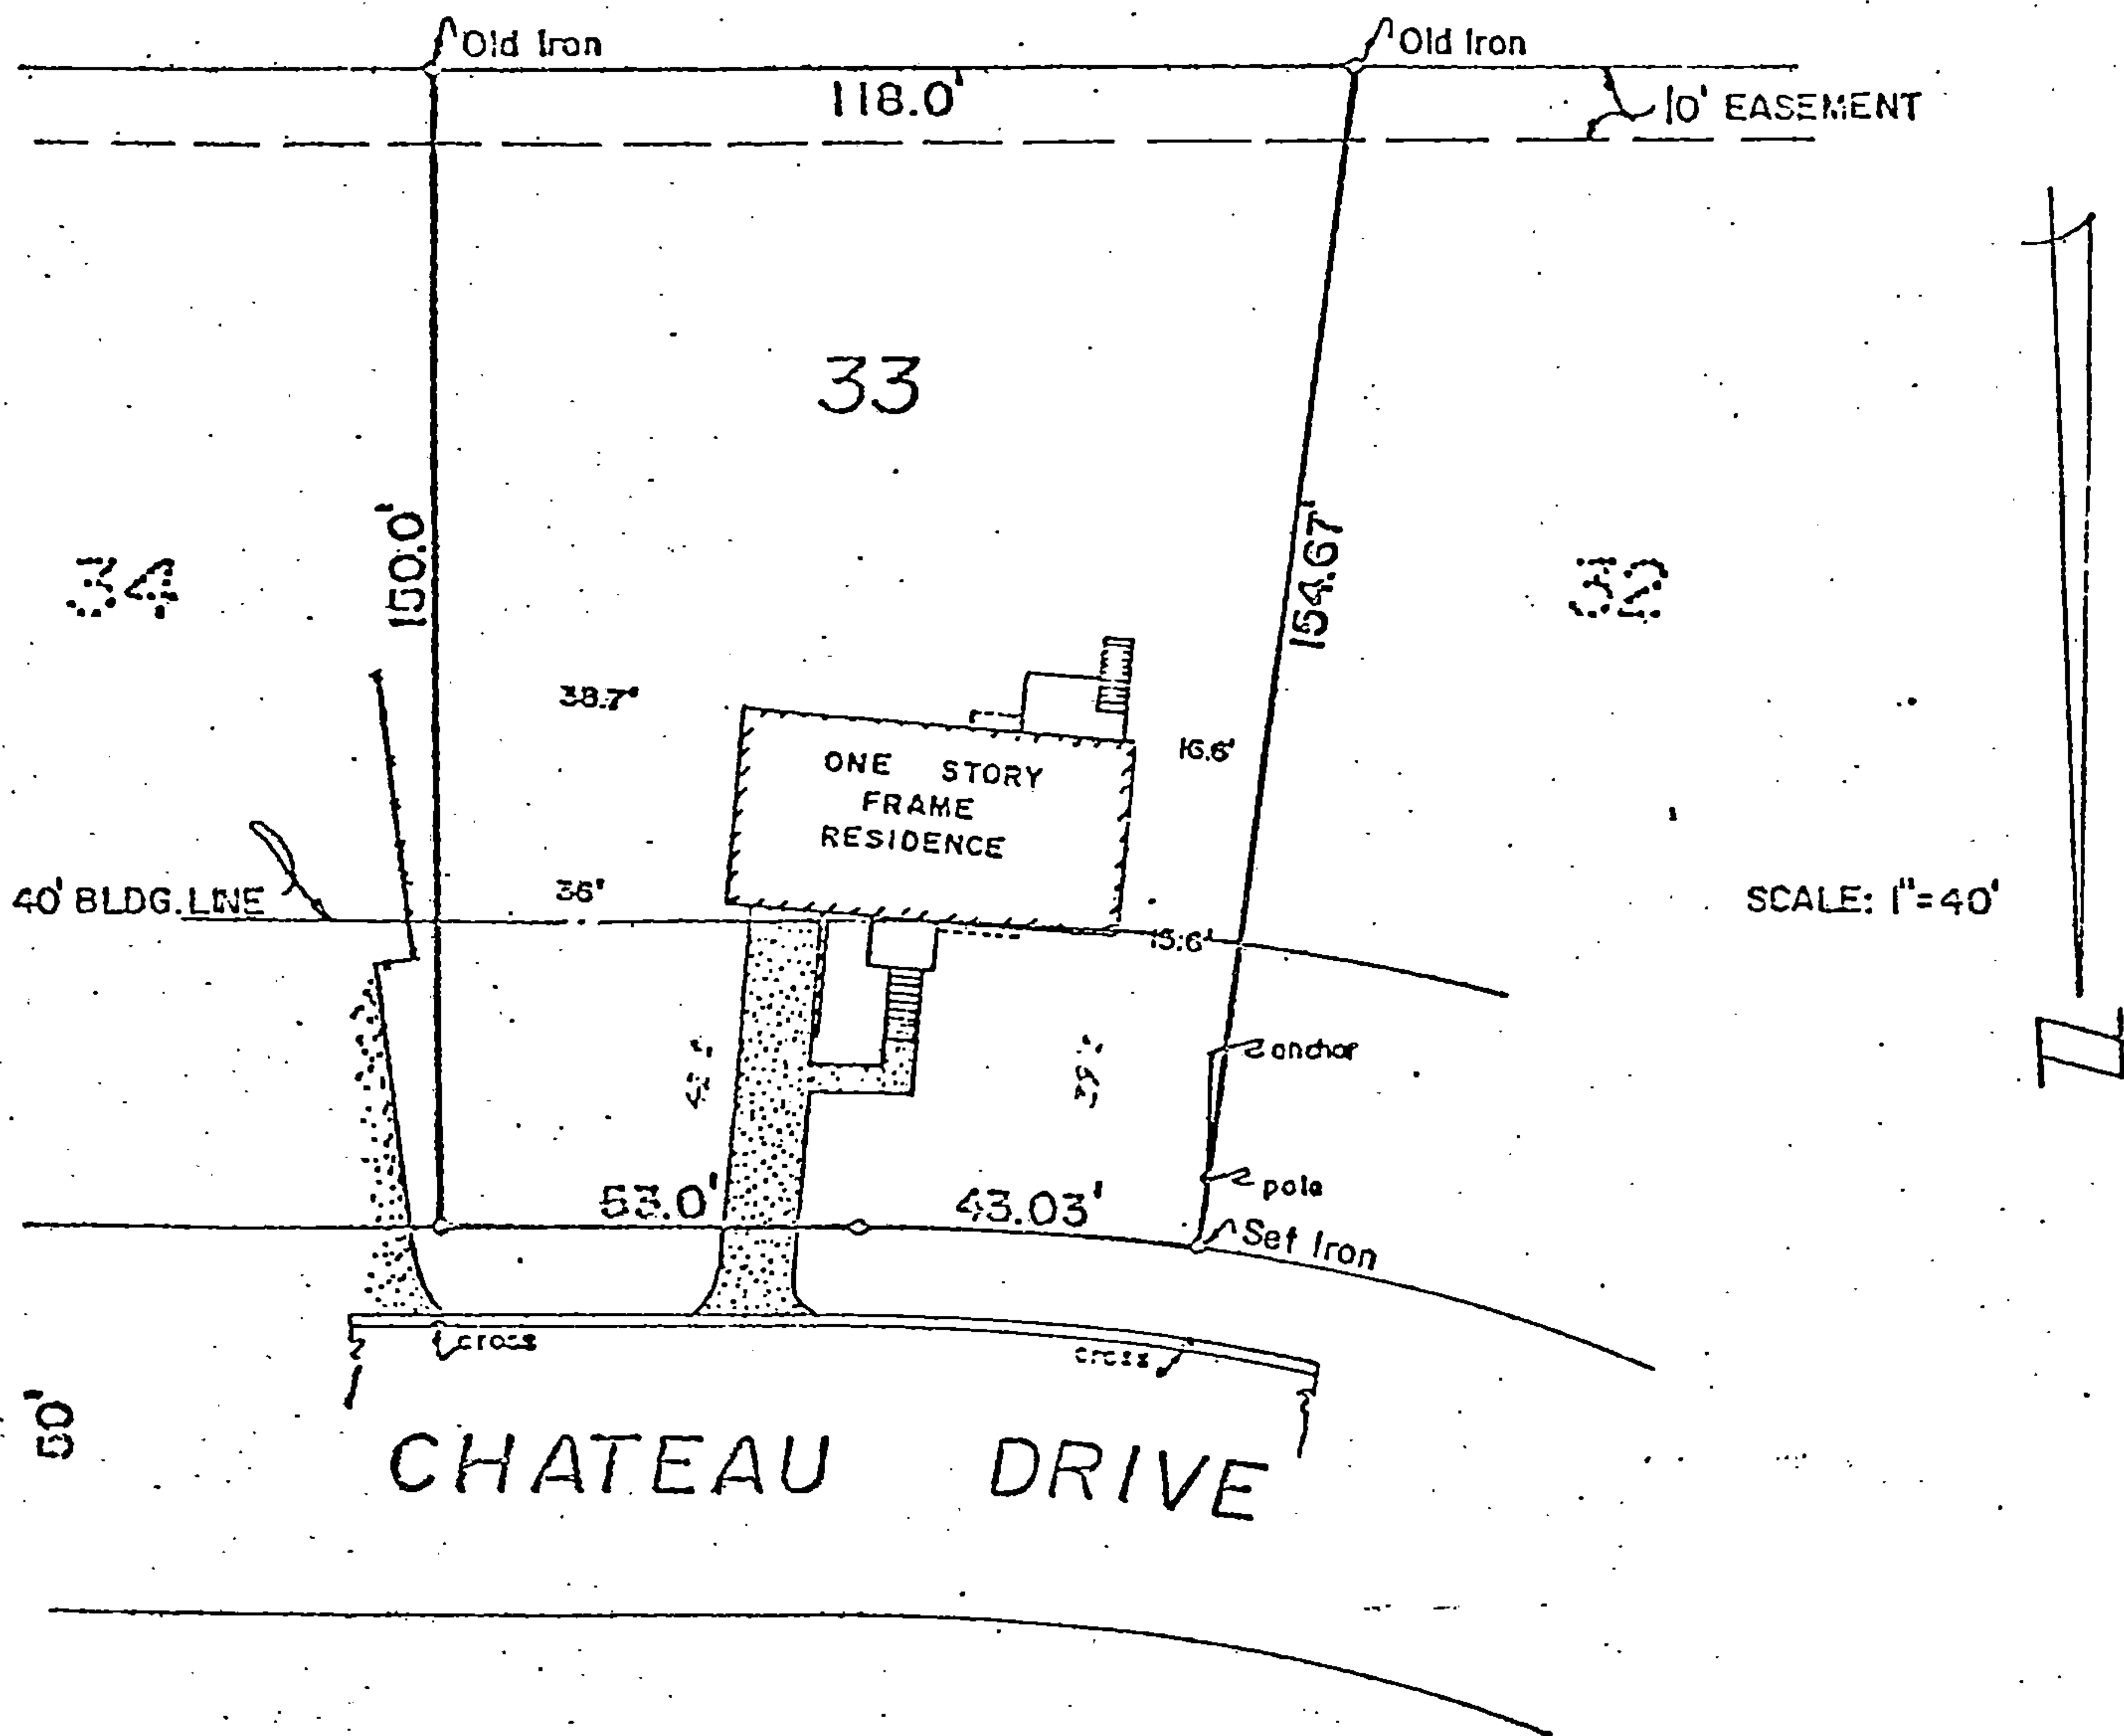 Old Iron
Old Iron
118.0'
10' EASEMENT
33
150.0'
154.67'
34
32
38.7'
16.6'
ONE STORY
FRAME
RESIDENCE
40' BLDG. LINE
36'
SCALE: 1"=40'
15.6'
anchor
N
53.0'
43.03'
pole
Set Iron
cross
cross
CHATEAU DRIVE